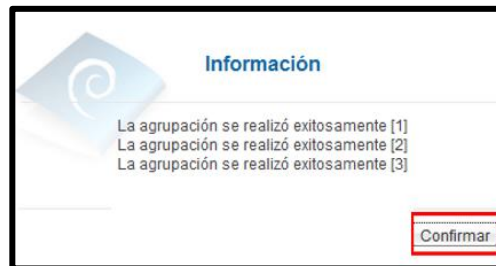 Información
La agrupación se realizó exitosamente [1]
La agrupación se realizó exitosamente [2]
La agrupación se realizó exitosamente [3]
Confirmar